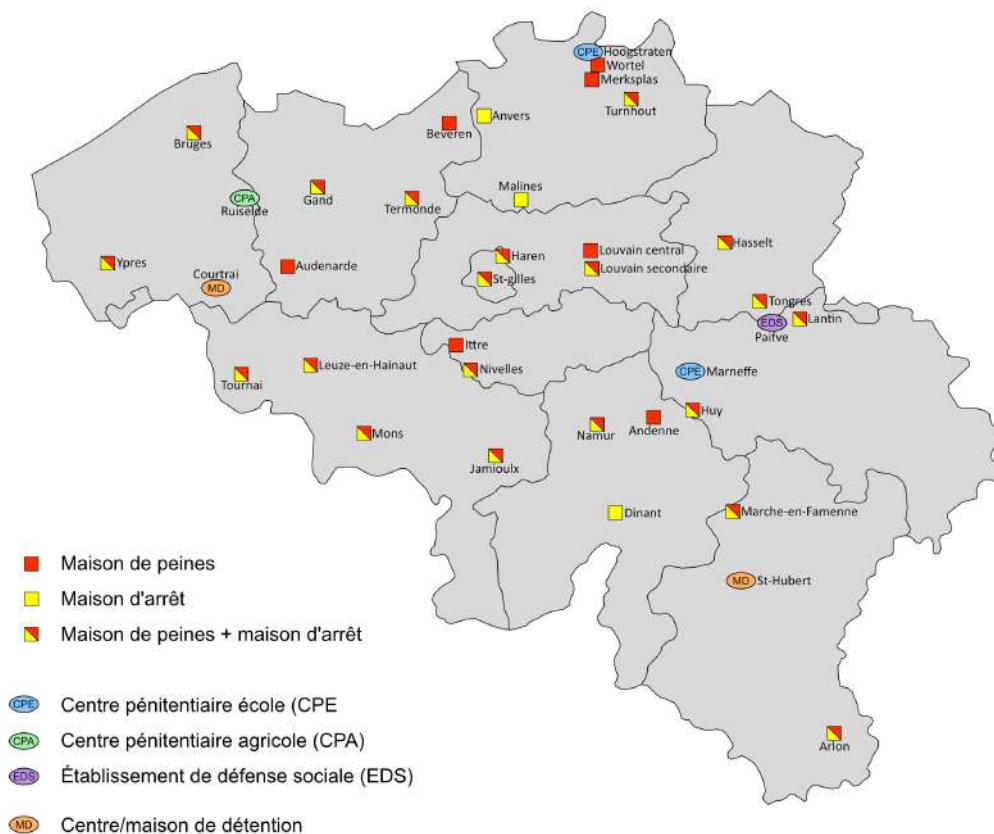 CPE Hoogstraten
Wortel
Merksplas
Turnhout
Anvers
Beveren
Bruges
Gand
CPA
Ruiselde
Termonde
Malines
Haren
Louvain central
Louvain secondaire
Hasselt
St-gilles
Ypres
Courtrai
MD
Audenarde
Tongres
EDS
Paifve
Lantin
Ittre
Nivelles
Leuze-en-Hainaut
Tournai
CPE Marneffe
Huy
Andenne
Namur
Mons
Jamioulx
Dinant
Marche-en-Famenne
MD St-Hubert
Arlon
Maison de peines
Maison d'arrêt
Maison de peines + maison d'arrêt
CPE Centre pénitentiaire école (CPE
CPA Centre pénitentiaire agricole (CPA)
EDS Établissement de défense sociale (EDS)
MD Centre/maison de détention